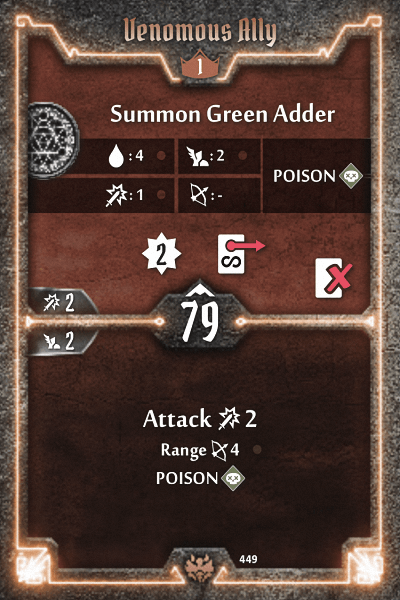 Venomous Ally
1
Summon Green Adder
: 4
: 2
POISON
: 1
: -
2
2
79
2
Attack 2
Range 4
POISON
449